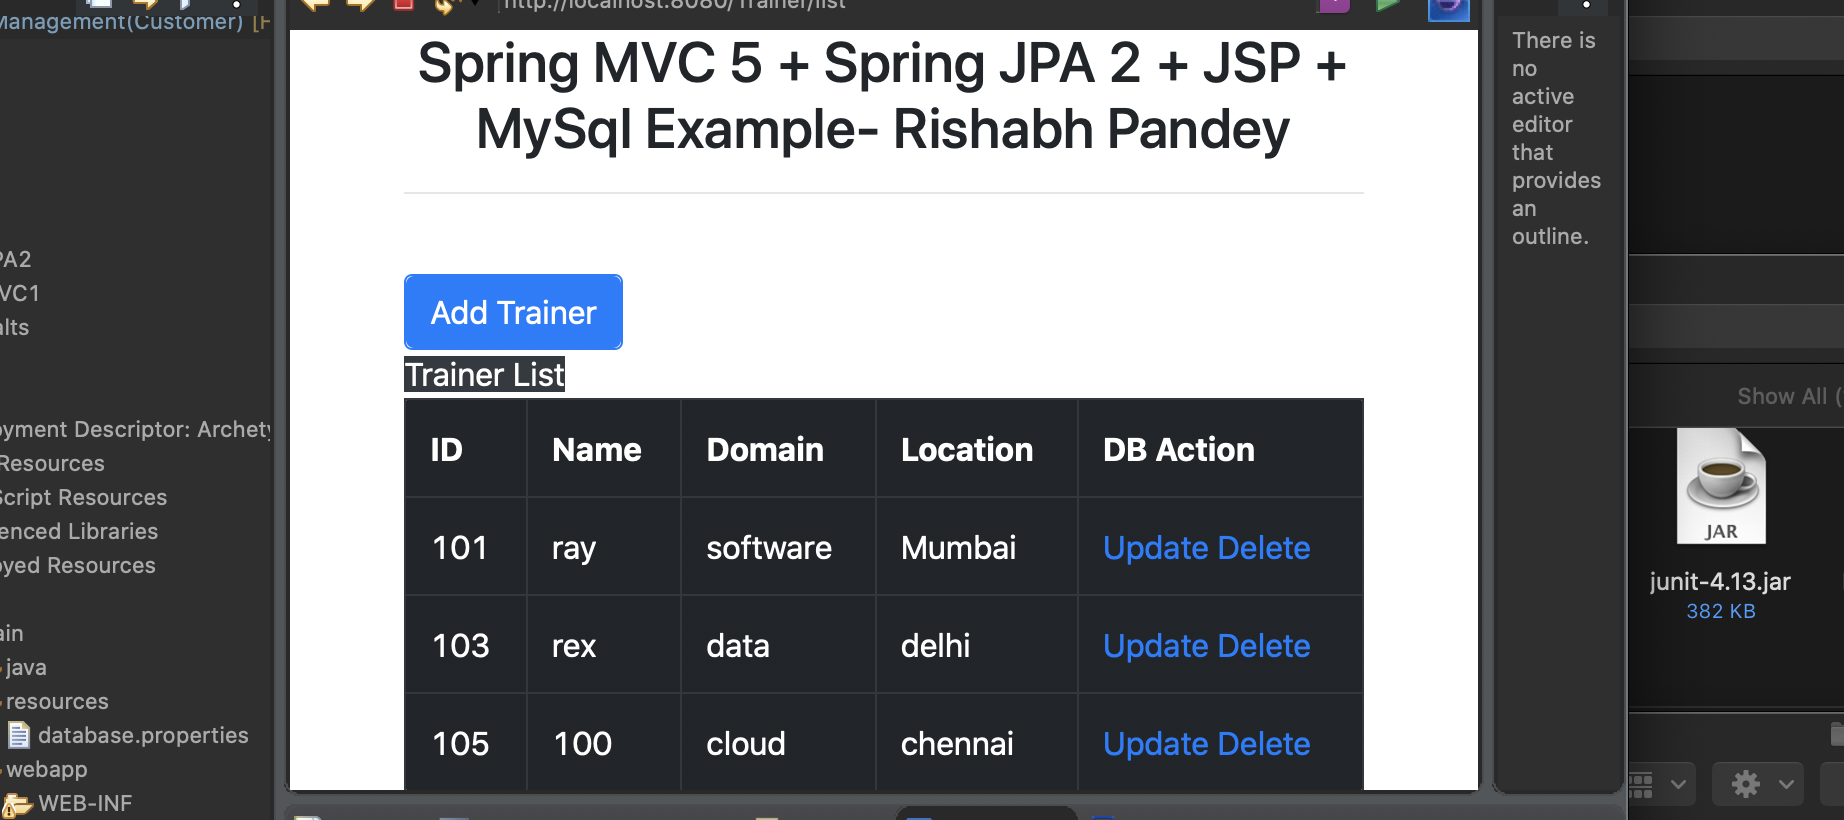 Management(Customer)
PA2
VC1
ults
oyment Descriptor: Archety
Resources
Script Resources
enced Libraries
oyed Resources
ain
java
resources
database.properties
webapp
WEB-INF
http://localhost:8080/Trainer/list
Spring MVC 5 + Spring JPA 2 + JSP +
MySql Example- Rishabh Pandey
Add Trainer
Trainer List
ID Name Domain Location DB Action
101 ray software Mumbai Update Delete
103 rex data delhi Update Delete
105 100 cloud chennai Update Delete
There is
no
active
editor
that
provides
an
outline.
Show All (
JAR
junit-4.13.jar
382 KB